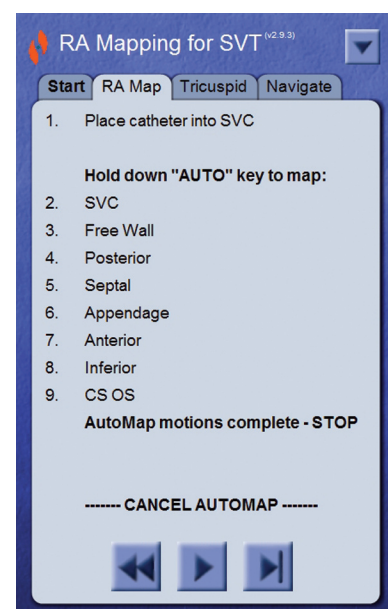 RA Mapping for SVT (v2.9.3)
Start RA Map Tricuspid Navigate
1. Place catheter into SVC
Hold down "AUTO" key to map:
2. SVC
3. Free Wall
4. Posterior
5. Septal
6. Appendage
7. Anterior
8. Inferior
9. CS OS
AutoMap motions complete - STOP
------- CANCEL AUTOMAP -------